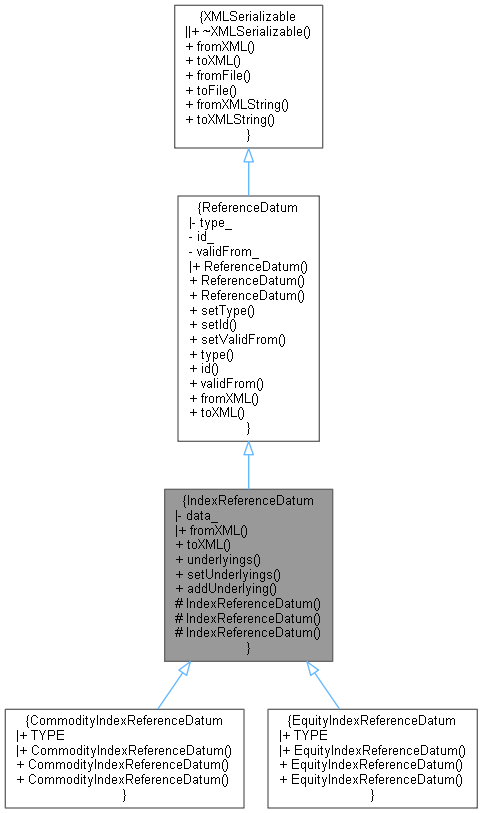 {XMLSerializable
||+ ~XMLSerializable()
+ fromXML()
+ toXML()
+ fromFile()
+ toFile()
+ fromXMLString()
+ toXMLString()
}
{ReferenceDatum
|- type_
- id_
- validFrom_
|+ ReferenceDatum()
+ ReferenceDatum()
+ ReferenceDatum()
+ setType()
+ setId()
+ setValidFrom()
+ type()
+ id()
+ validFrom()
+ fromXML()
+ toXML()
}
{IndexReferenceDatum
|- data_
|+ fromXML()
+ toXML()
+ underlyings()
+ setUnderlyings()
+ addUnderlying()
# IndexReferenceDatum()
# IndexReferenceDatum()
# IndexReferenceDatum()
}
{CommodityIndexReferenceDatum
|+ TYPE
|+ CommodityIndexReferenceDatum()
+ CommodityIndexReferenceDatum()
+ CommodityIndexReferenceDatum()
}
{EquityIndexReferenceDatum
|+ TYPE
|+ EquityIndexReferenceDatum()
+ EquityIndexReferenceDatum()
+ EquityIndexReferenceDatum()
}